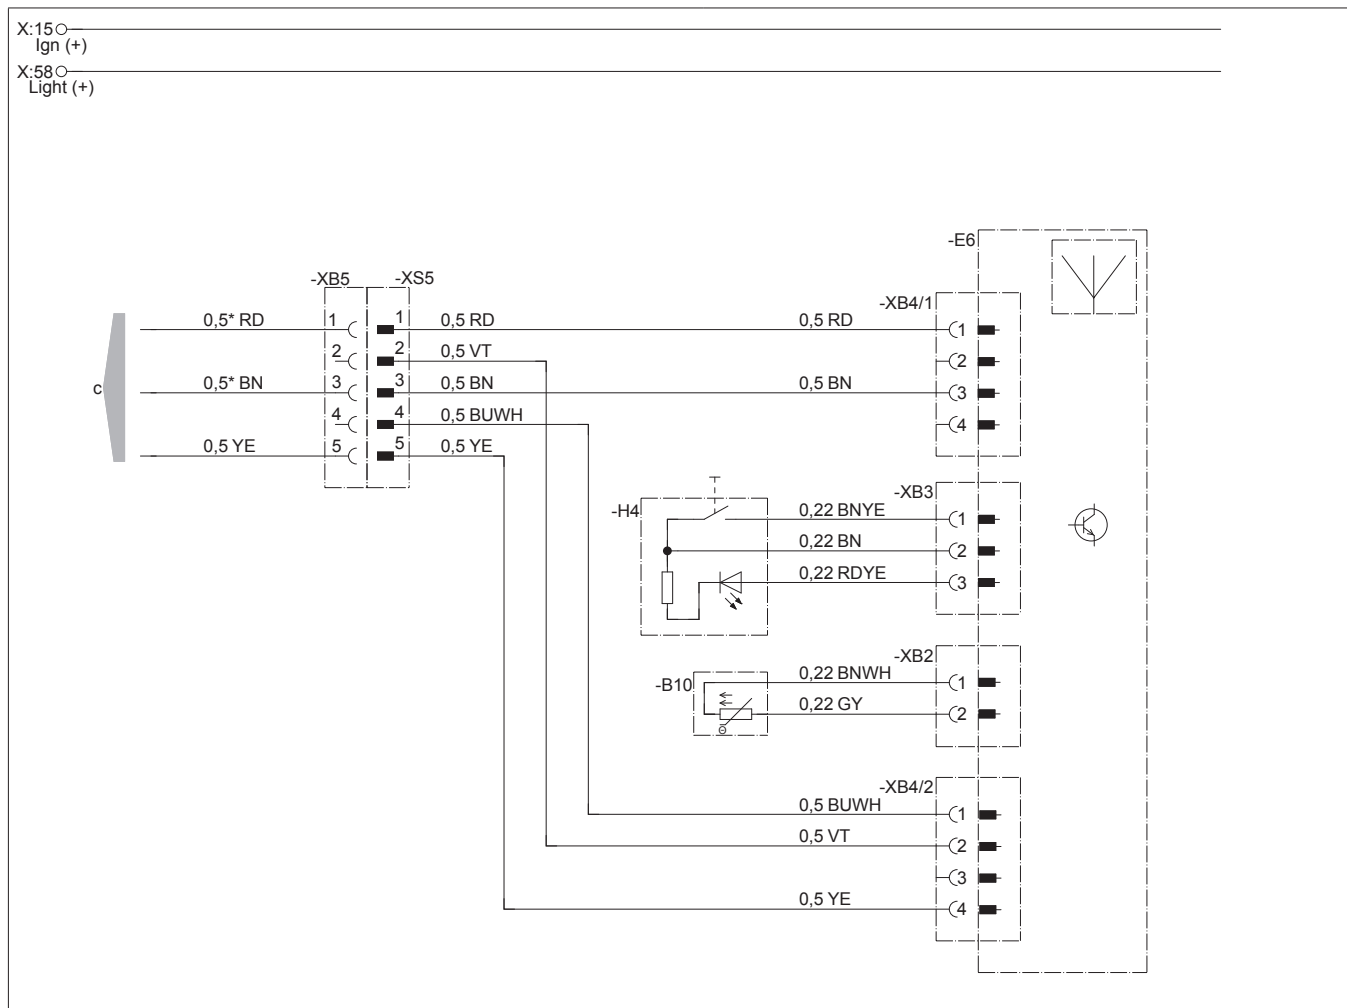 X:15
Ign (+)
X:58
Light (+)
-E6
-XB5 -XS5
-XB4/1
0,5* RD 1 1 0,5 RD 0,5 RD 1
2 2 0,5 VT 2
c 0,5* BN 3 3 0,5 BN 0,5 BN 3
4 4 0,5 BUWH 4
0,5 YE 5 5 0,5 YE
-XB3
-H4 0,22 BNYE 1
0,22 BN 2
0,22 RDYE 3
-XB2
-B10 0,22 BNWH 1
0,22 GY 2
Θ
-XB4/2
0,5 BUWH 1
0,5 VT 2
3
0,5 YE 4